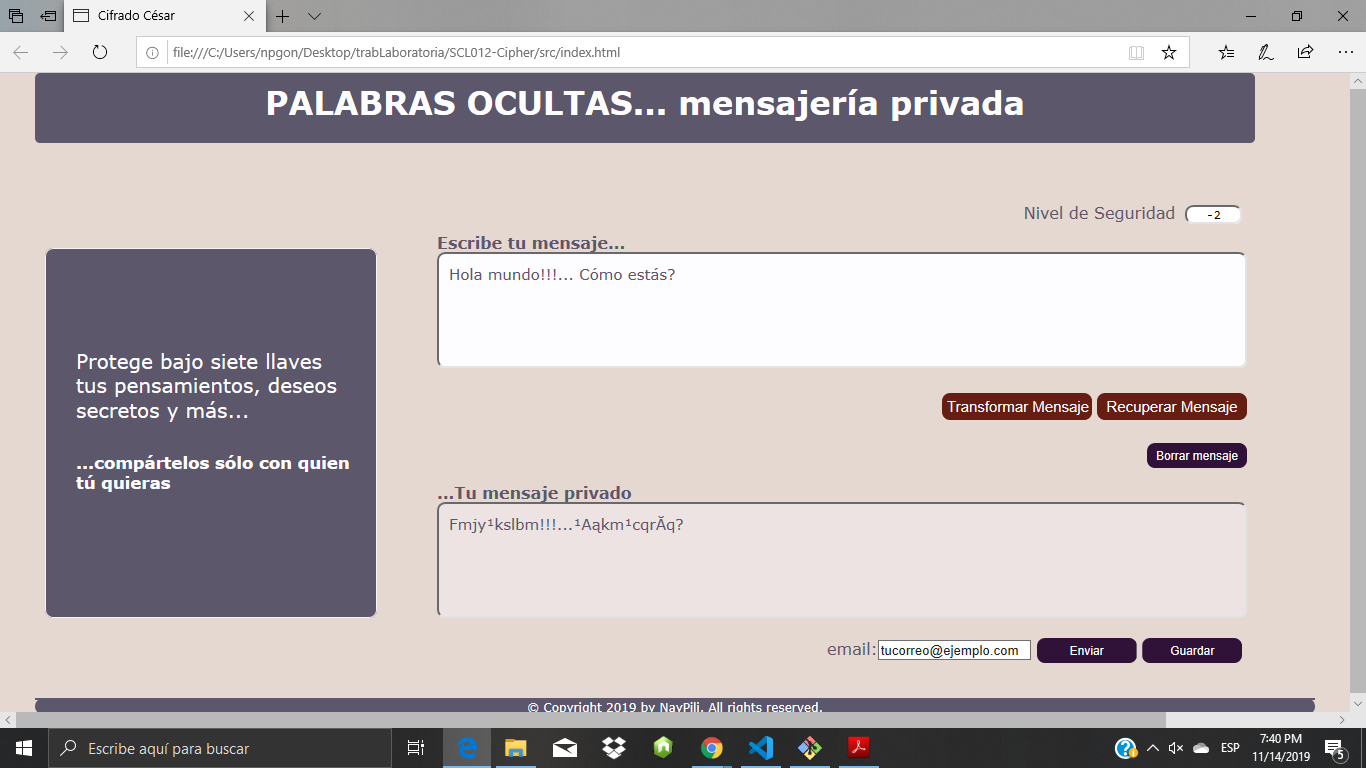 Cifrado César
file:///C:/Users/npgon/Desktop/trabLaboratoria/SCL012-Cipher/src/index.html
PALABRAS OCULTAS... mensajería privada
Nivel de Seguridad -2
Escribe tu mensaje...
Hola mundo!!!... Cómo estás?
Protege bajo siete llaves
tus pensamientos, deseos
secretos y más...
...compártelos sólo con quien
tú quieras
Transformar Mensaje Recuperar Mensaje
Borrar mensaje
...Tu mensaje privado
Fmjy¹kslbm!!!...¹Aąkm¹cqrĂq?
email: tucorreo@ejemplo.com Enviar Guardar
© Copyright 2019 by NayPili. All rights reserved.
Escribe aquí para buscar
ESP
7:40 PM
11/14/2019
5